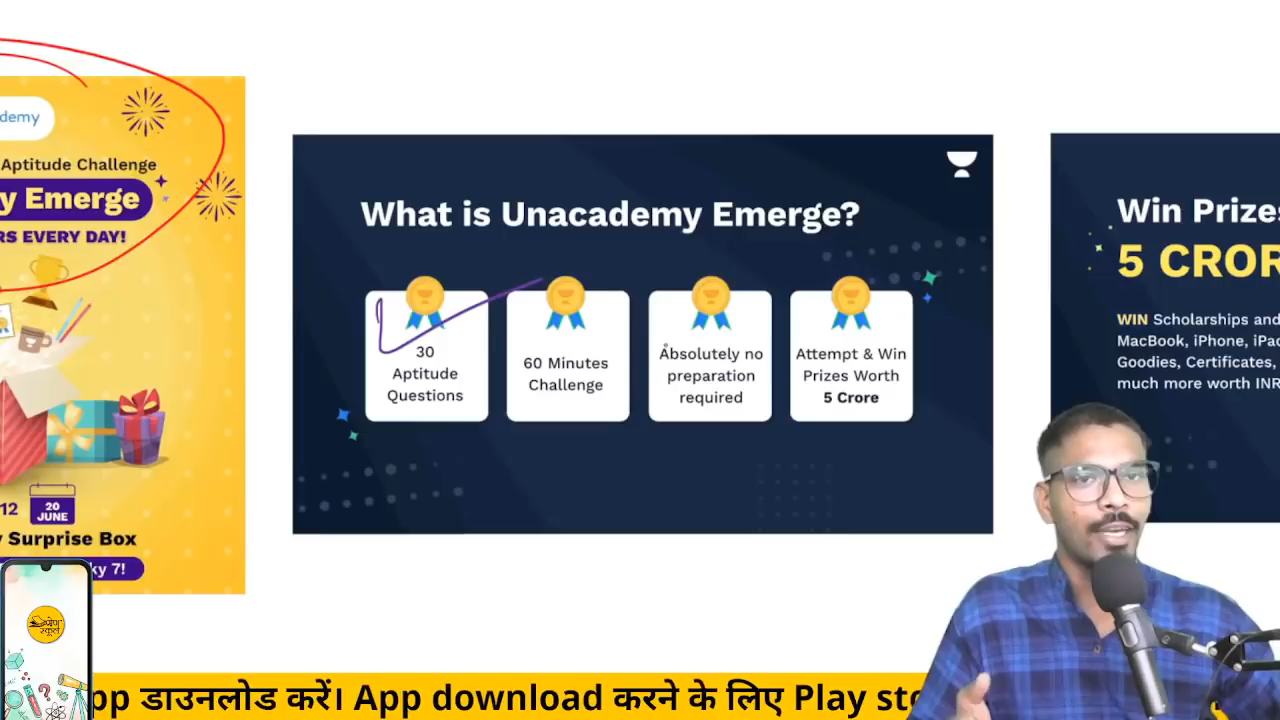 demy
Aptitude Challenge
y Emerge
RS EVERY DAY!
12
20
JUNE
y Surprise Box
ky 7!
What is Unacademy Emerge?
30
Aptitude
Questions
60 Minutes
Challenge
Absolutely no
preparation
required
Attempt & Win
Prizes Worth
5 Crore
Win Prizes
5 CROR
WIN Scholarships and
MacBook, iPhone, iPad
Goodies, Certificates,
much more worth INR
pp डाउनलोड करें। App download करने के लिए Play sto